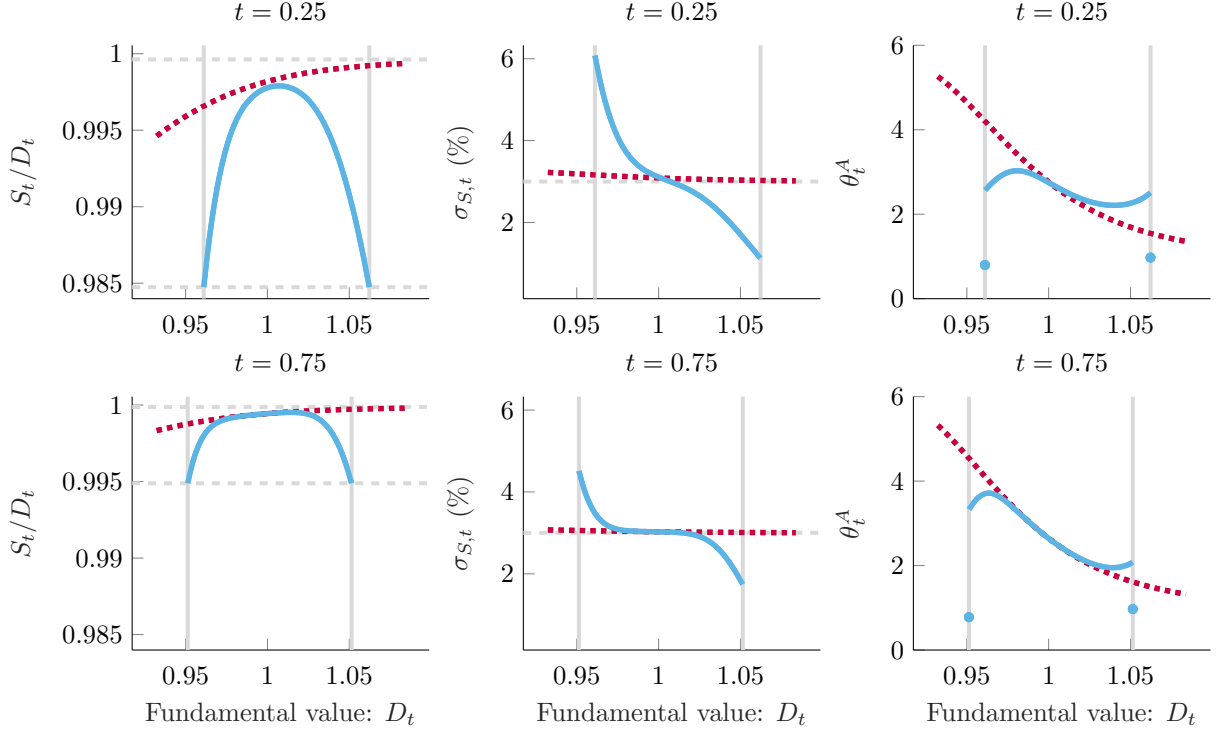 t = 0.25
S_t/D_t
1
0.995
0.99
0.985
0.95 1 1.05
t = 0.25
σ_{S,t} (%)
6
4
2
0.95 1 1.05
t = 0.25
θ_t^A
6
4
2
0
0.95 1 1.05
t = 0.75
S_t/D_t
1
0.995
0.99
0.985
0.95 1 1.05
Fundamental value: D_t
t = 0.75
σ_{S,t} (%)
6
4
2
0.95 1 1.05
Fundamental value: D_t
t = 0.75
θ_t^A
6
4
2
0
0.95 1 1.05
Fundamental value: D_t